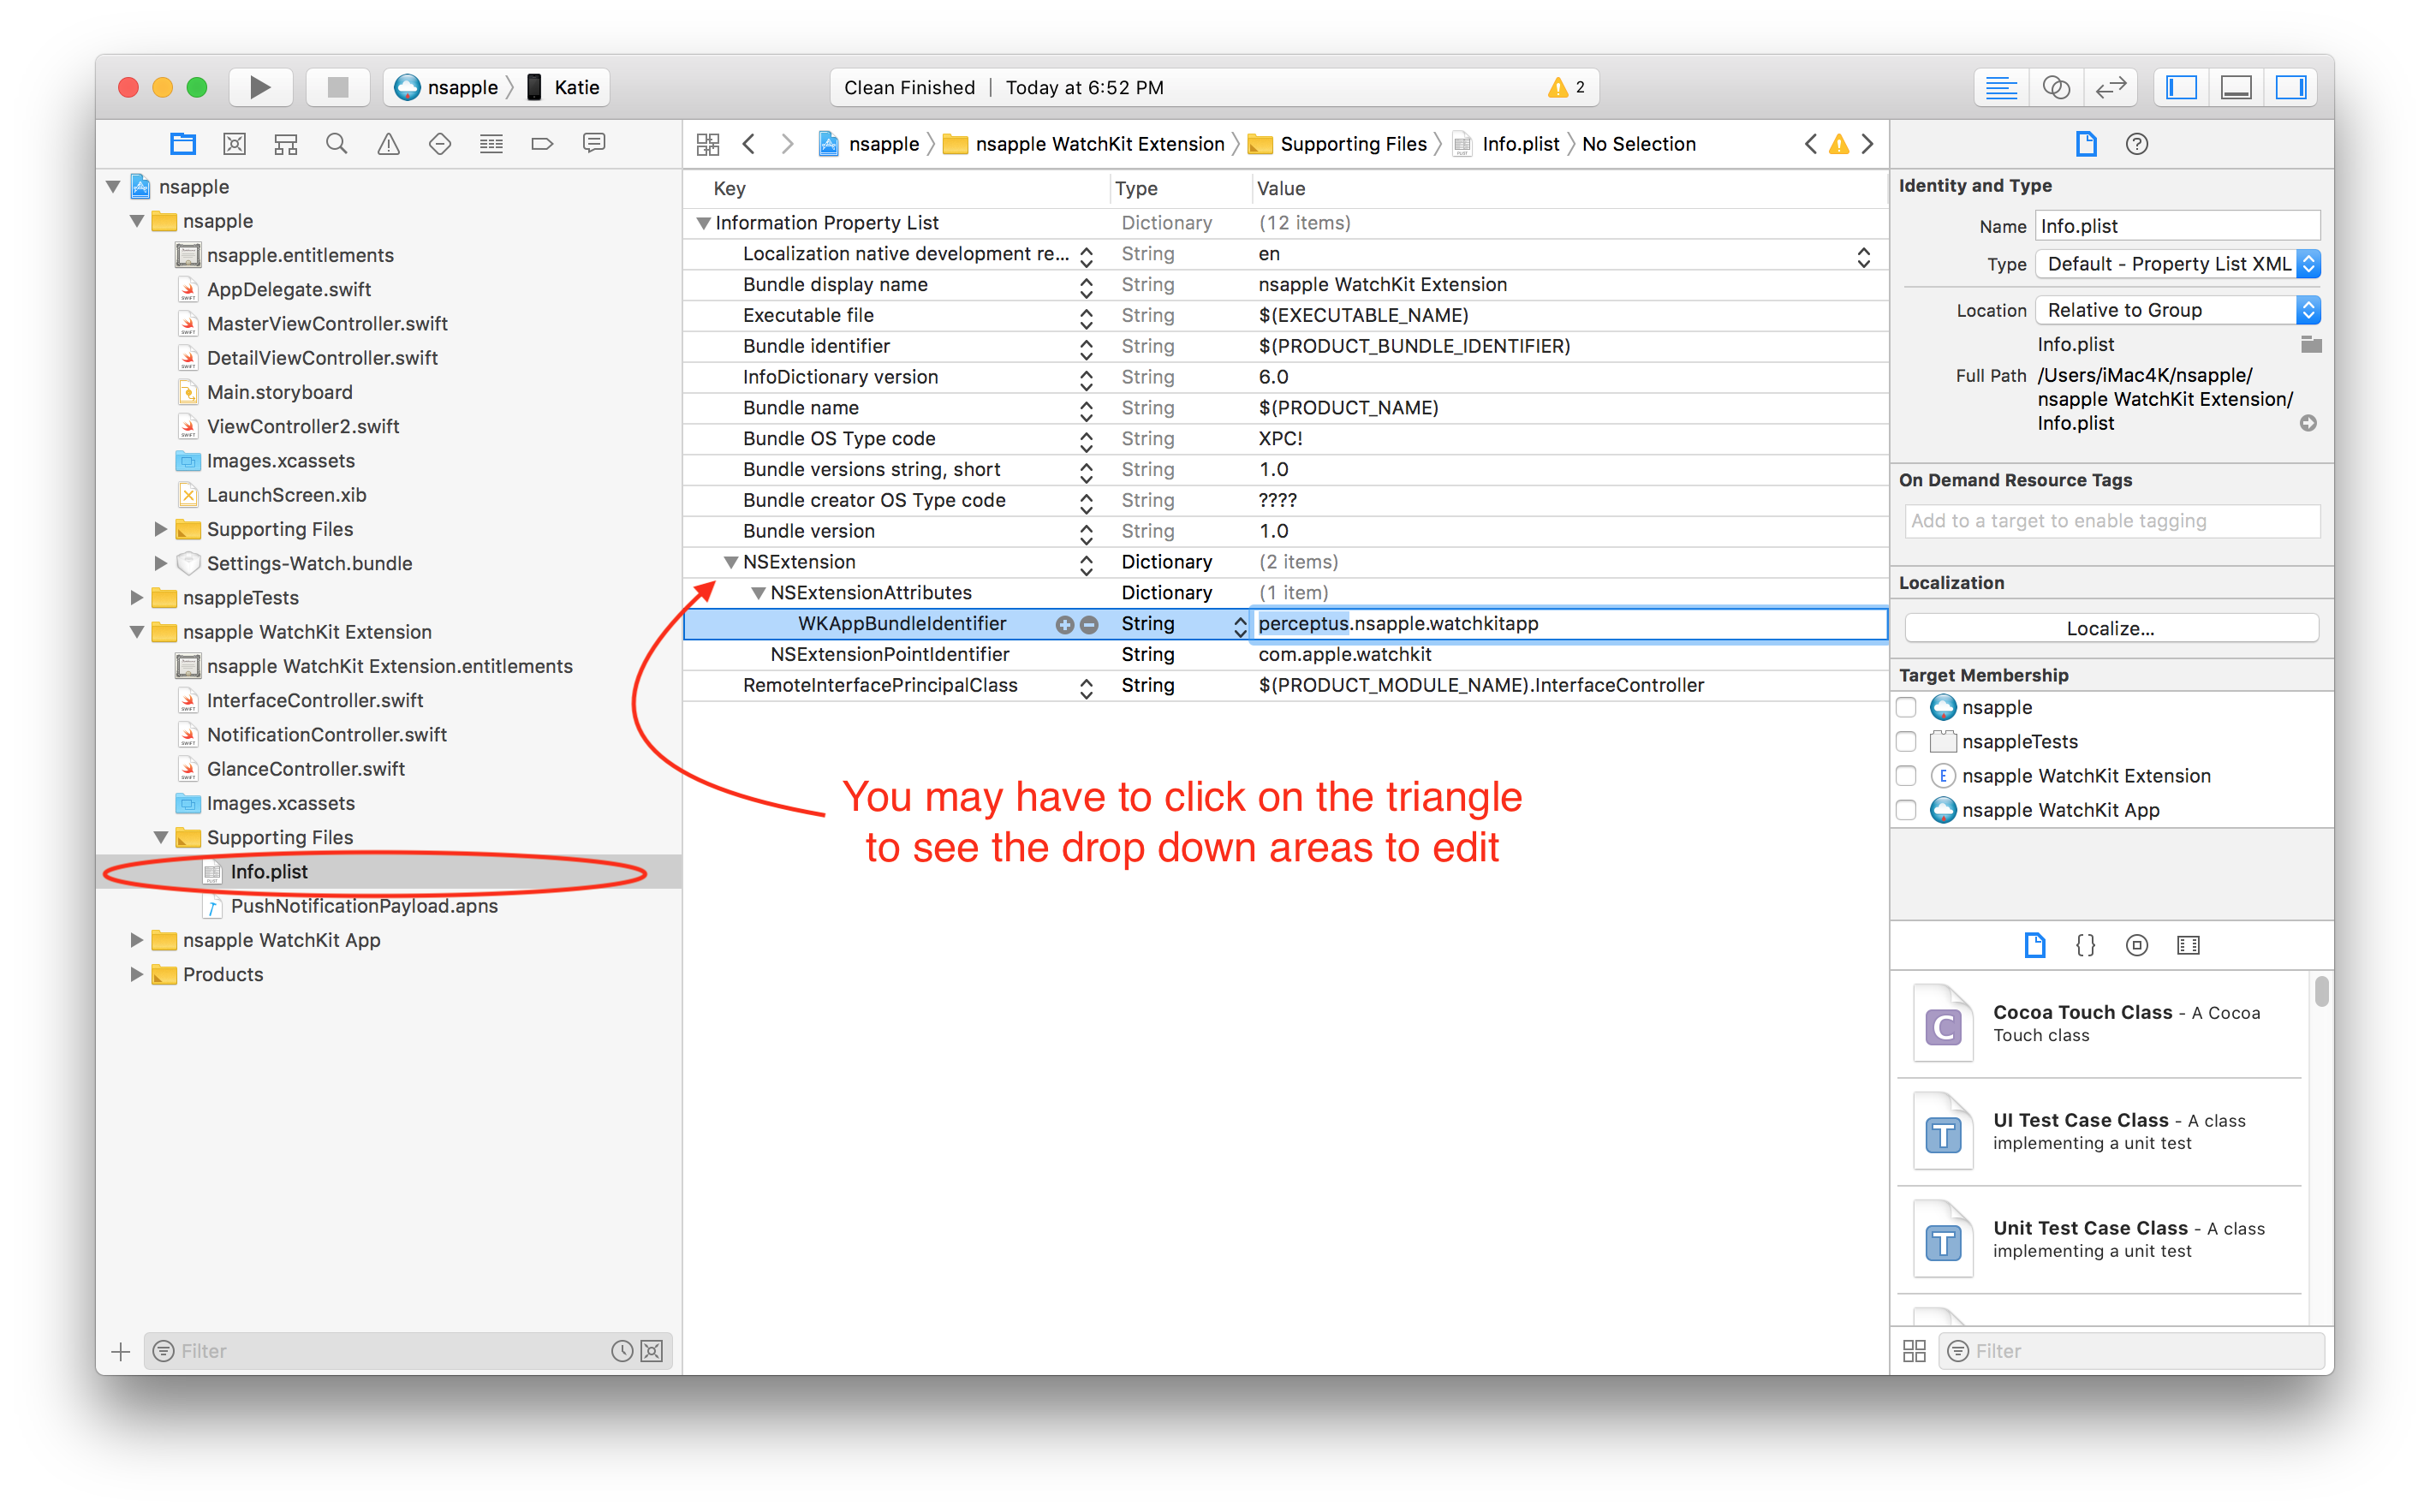 nsapple Katie
Clean Finished | Today at 6:52 PM 2
nsapple nsapple WatchKit Extension Supporting Files Info.plist No Selection
nsapple
nsapple
nsapple.entitlements
AppDelegate.swift
MasterViewController.swift
DetailViewController.swift
Main.storyboard
ViewController2.swift
Images.xcassets
LaunchScreen.xib
Supporting Files
Settings-Watch.bundle
nsappleTests
nsapple WatchKit Extension
nsapple WatchKit Extension.entitlements
InterfaceController.swift
NotificationController.swift
GlanceController.swift
Images.xcassets
Supporting Files
Info.plist
PushNotificationPayload.apns
nsapple WatchKit App
Products
Filter
Key Type Value
Information Property List Dictionary (12 items)
Localization native development re... String en
Bundle display name String nsapple WatchKit Extension
Executable file String $(EXECUTABLE_NAME)
Bundle identifier String $(PRODUCT_BUNDLE_IDENTIFIER)
InfoDictionary version String 6.0
Bundle name String $(PRODUCT_NAME)
Bundle OS Type code String XPC!
Bundle versions string, short String 1.0
Bundle creator OS Type code String ????
Bundle version String 1.0
NSExtension Dictionary (2 items)
NSExtensionAttributes Dictionary (1 item)
WKAppBundleIdentifier String perceptus.nsapple.watchkitapp
NSExtensionPointIdentifier String com.apple.watchkit
RemoteInterfacePrincipalClass String $(PRODUCT_MODULE_NAME).InterfaceController
You may have to click on the triangle
to see the drop down areas to edit
Identity and Type
Name Info.plist
Type Default - Property List XML
Location Relative to Group
Info.plist
Full Path /Users/iMac4K/nsapple/
nsapple WatchKit Extension/
Info.plist
On Demand Resource Tags
Add to a target to enable tagging
Localization
Localize...
Target Membership
nsapple
nsappleTests
E nsapple WatchKit Extension
nsapple WatchKit App
{}
C
Cocoa Touch Class - A Cocoa
Touch class
T
UI Test Case Class - A class
implementing a unit test
T
Unit Test Case Class - A class
implementing a unit test
Filter